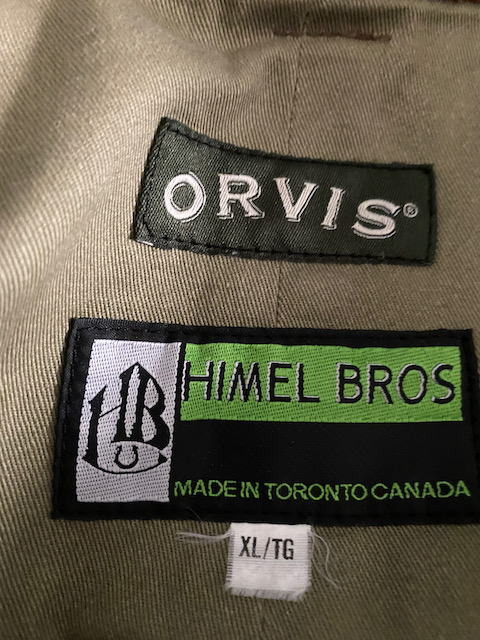 ORVIS®
HB
HIMEL BROS
MADE IN TORONTO CANADA
XL/TG